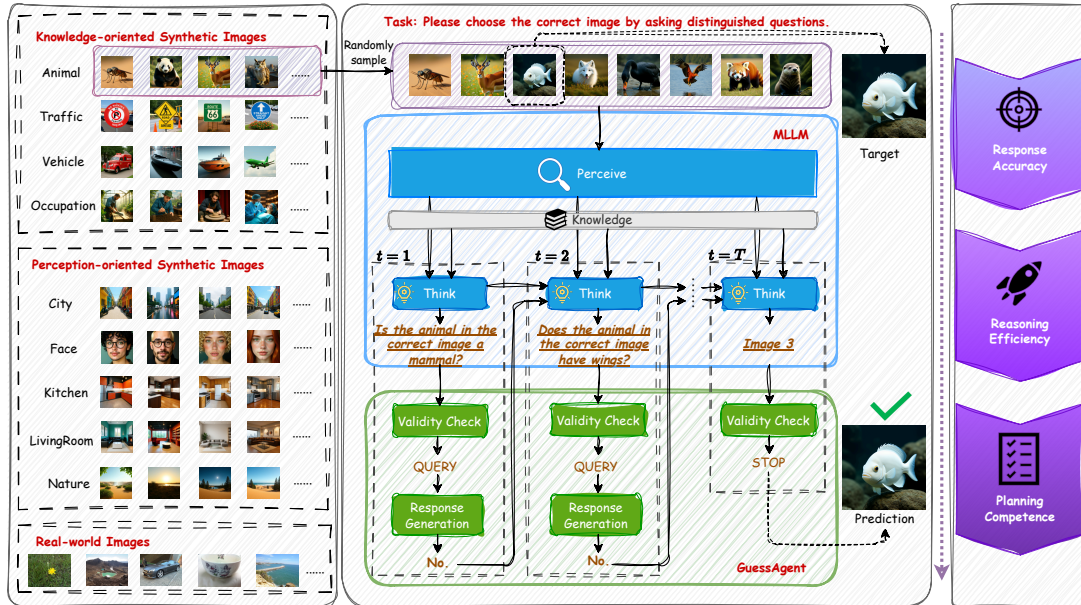 Knowledge-oriented Synthetic Images
Animal
......
Traffic
......
Vehicle
......
Occupation
......
Perception-oriented Synthetic Images
City
......
Face
......
Kitchen
......
LivingRoom
......
Nature
......
Real-world Images
......
Randomly
sample
Task: Please choose the correct image by asking distinguished questions.
Target
MLLM
Perceive
Knowledge
t = 1
t = 2
t = T
Think
Think
Think
Is the animal in the
correct image a
mammal?
Does the animal in
the correct image
have wings?
Image 3
Validity Check
Validity Check
Validity Check
QUERY
QUERY
STOP
Response
Generation
Response
Generation
No.
No.
GuessAgent
Prediction
Response
Accuracy
Reasoning
Efficiency
Planning
Competence